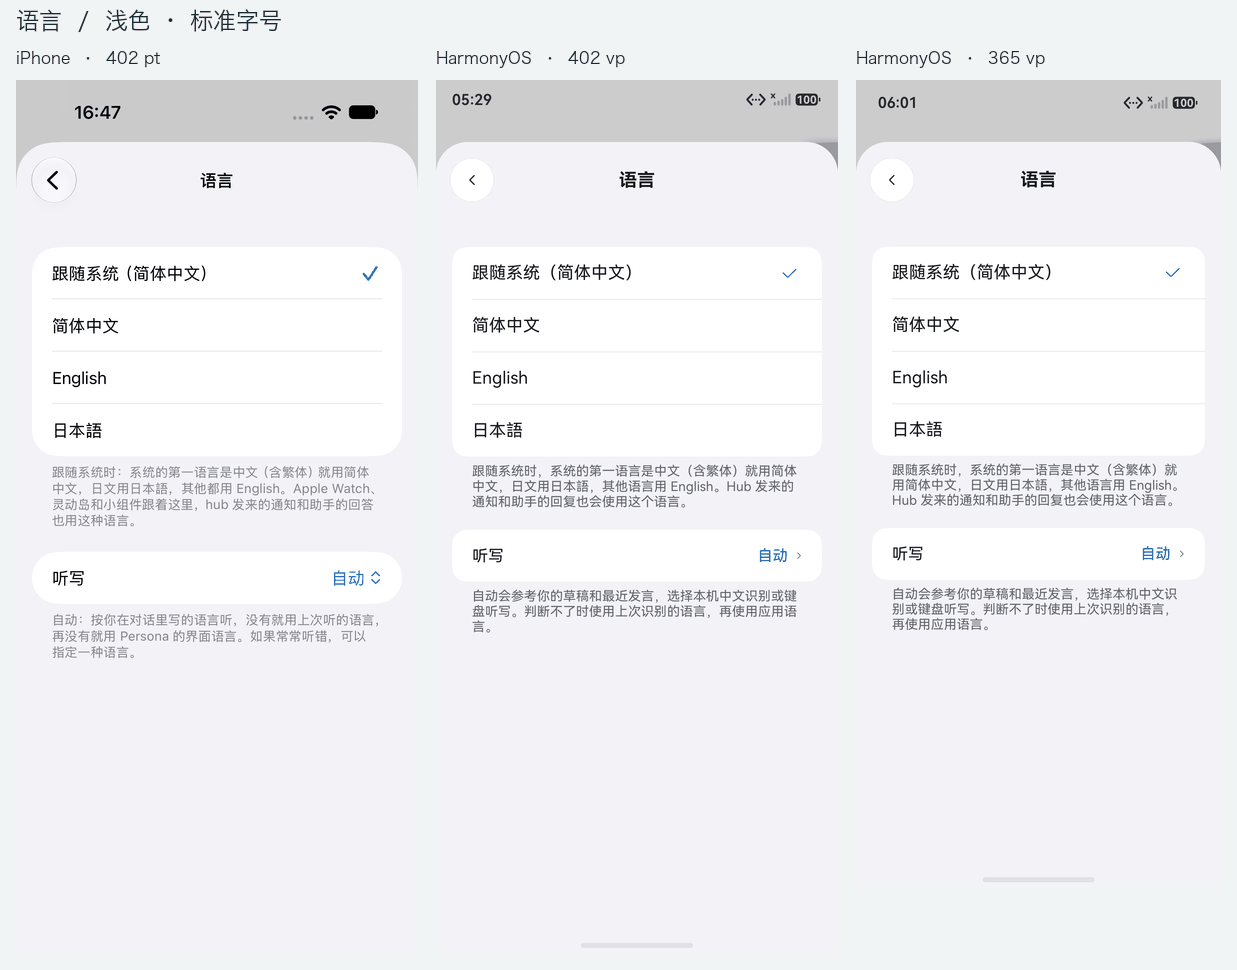 语言 / 浅色 · 标准字号
iPhone · 402 pt
16:47
语言
跟随系统（简体中文）
简体中文
English
日本語
跟随系统时：系统的第一语言是中文（含繁体）就用简体
中文，日文用日本語，其他都用 English。Apple Watch、
灵动岛和小组件跟着这里，hub 发来的通知和助手的回答
也用这种语言。
听写
自动
自动：按你在对话里写的语言听，没有就用上次听的语言，
再没有就用 Persona 的界面语言。如果常常听错，可以
指定一种语言。
HarmonyOS · 402 vp
05:29
100
语言
跟随系统（简体中文）
简体中文
English
日本語
跟随系统时，系统的第一语言是中文（含繁体）就用简体
中文，日文用日本語，其他语言用 English。Hub 发来的
通知和助手的回复也会使用这个语言。
听写
自动
自动会参考你的草稿和最近发言，选择本机中文识别或键
盘听写。判断不了时使用上次识别的语言，再使用应用语
言。
HarmonyOS · 365 vp
06:01
100
语言
跟随系统（简体中文）
简体中文
English
日本語
跟随系统时，系统的第一语言是中文（含繁体）就
用简体中文，日文用日本語，其他语言用 English。
Hub 发来的通知和助手的回复也会使用这个语言。
听写
自动
自动会参考你的草稿和最近发言，选择本机中文识
别或键盘听写。判断不了时使用上次识别的语言，
再使用应用语言。